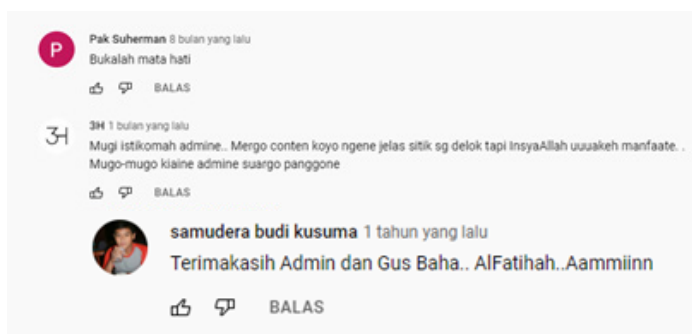 P
Pak Suherman 8 bulan yang lalu
Bukalah mata hati
BALAS
3H
3H 1 bulan yang lalu
Mugi istikomah admine.. Mergo conten koyo ngene jelas sitik sg delok tapi InsyaAllah uuuakeh manfaate. .
Mugo-mugo kiaine admine suargo panggone
BALAS
samudera budi kusuma 1 tahun yang lalu
Terimakasih Admin dan Gus Baha.. AlFatihah..Aammiinn
BALAS